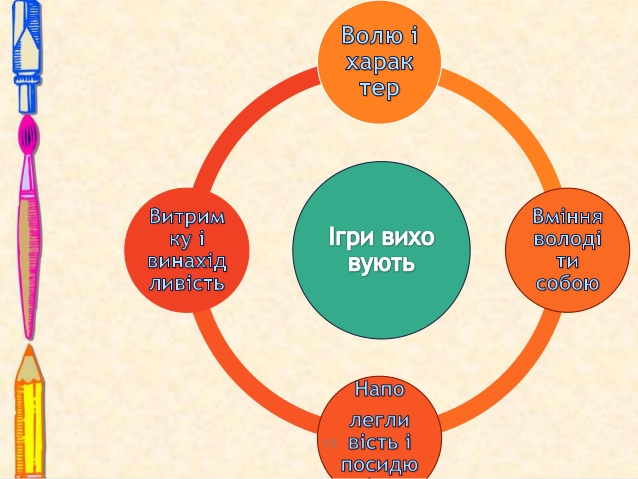 Волю і
харак
тер
Вміння
володі
ти
собою
Ігри вихо
вують
Витрим
ку і
винахід
ливість
Напо
легли
вість і
посидю